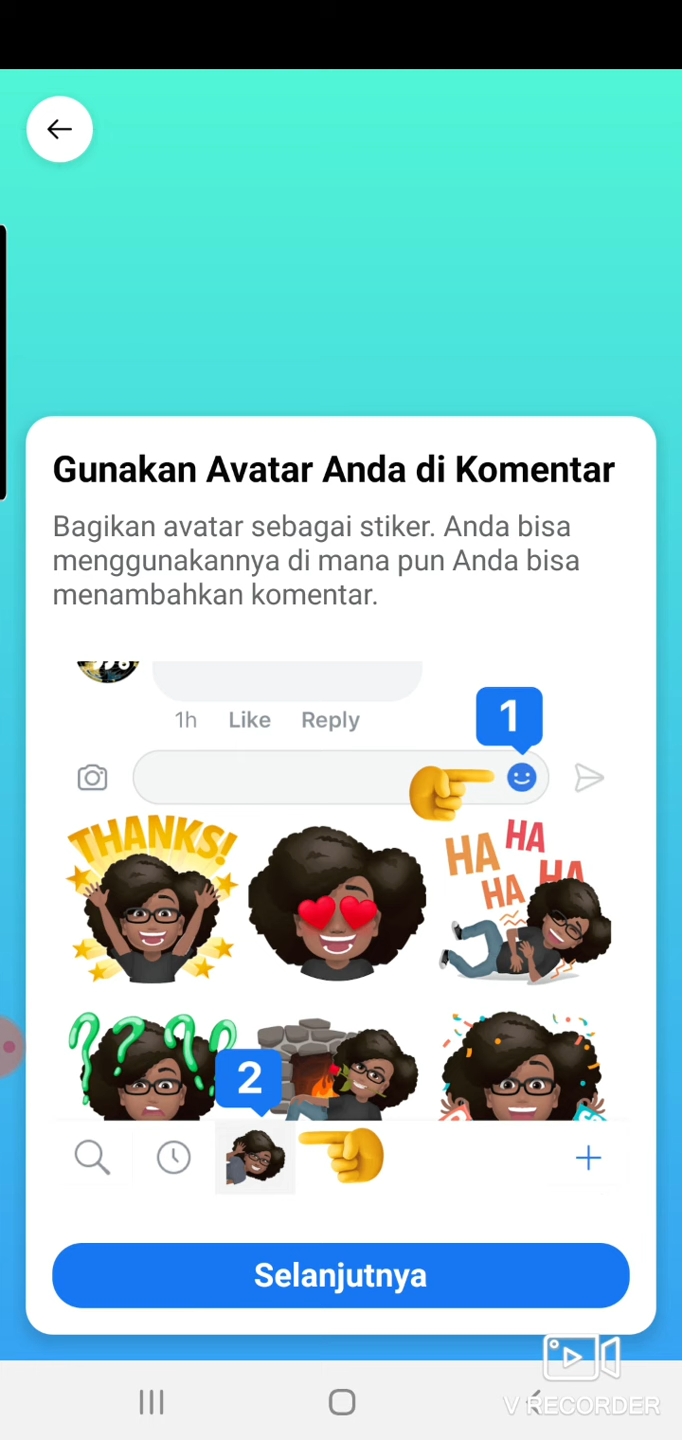 Gunakan Avatar Anda di Komentar
Bagikan avatar sebagai stiker. Anda bisa
menggunakannya di mana pun Anda bisa
menambahkan komentar.
1h Like Reply
1
THANKS!
HA HA
HA HA
????
2
Selanjutnya
V RECORDER